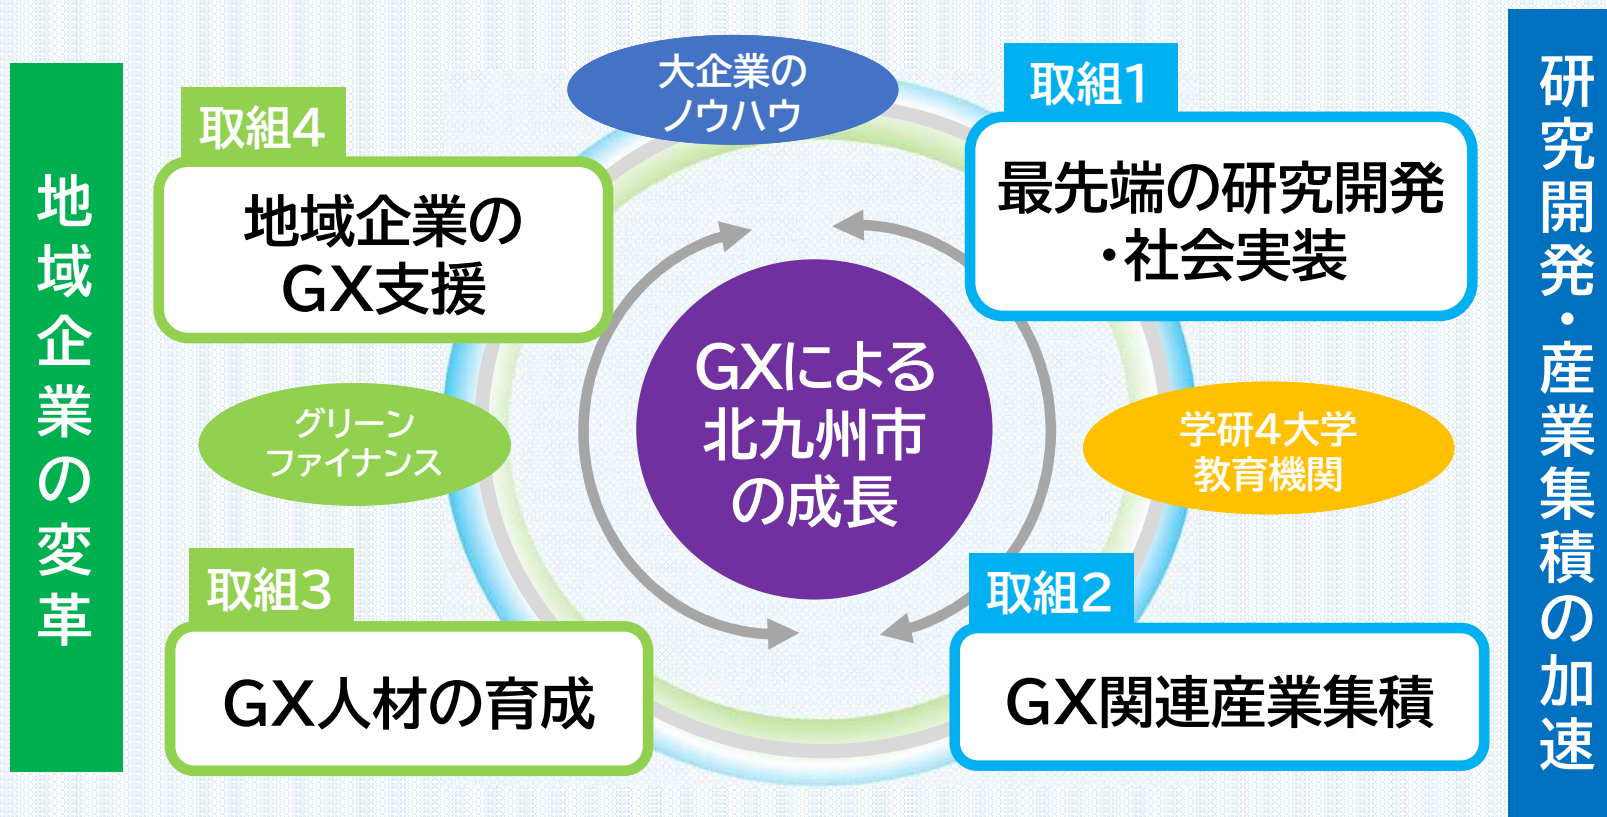 大企業の
ノウハウ
取組1
最先端の研究開発
・社会実装
取組4
地域企業の
GX支援
地域企業の変革
研究開発・産業集積の加速
GXによる
北九州市
の成長
グリーン
ファイナンス
学研4大学
教育機関
取組3
GX人材の育成
取組2
GX関連産業集積